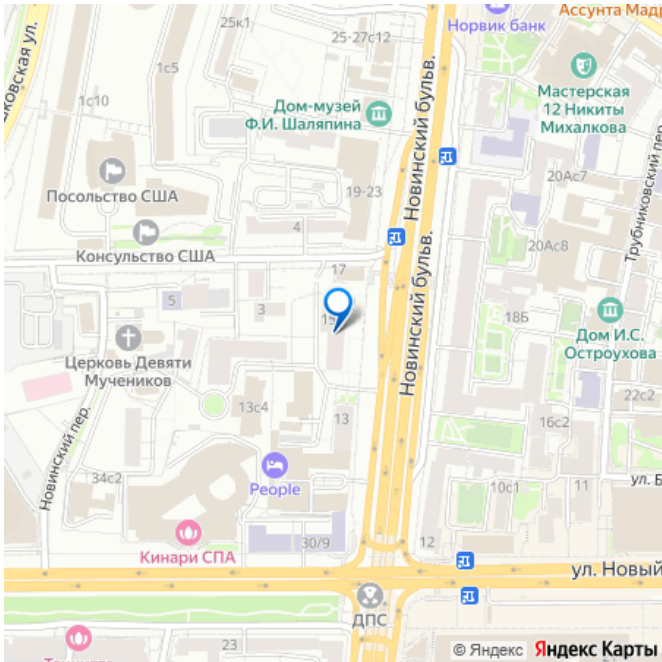 25к1
25-27с12
Норвик банк
Ассунта Мад
1с5
1с10
Дом-музей
Ф.И. Шаляпина
Мастерская
12 Никиты
Михалкова
Новинский бульв.
Посольство США
19-23
20Ас7
Трубниковский пер.
4
Консульство США
20Ас8
17
5
3
15
Новинский бульв.
18Б
Дом И.С.
Остроухова
Церковь Девяти
Мучеников
13с4
13
22с2
16с2
Новинский пер.
34с2
People
10с1
11
ул. Б
Кинари СПА
30/9
12
ул. Новый
ДПС
23
© Яндекс Яндекс Карты